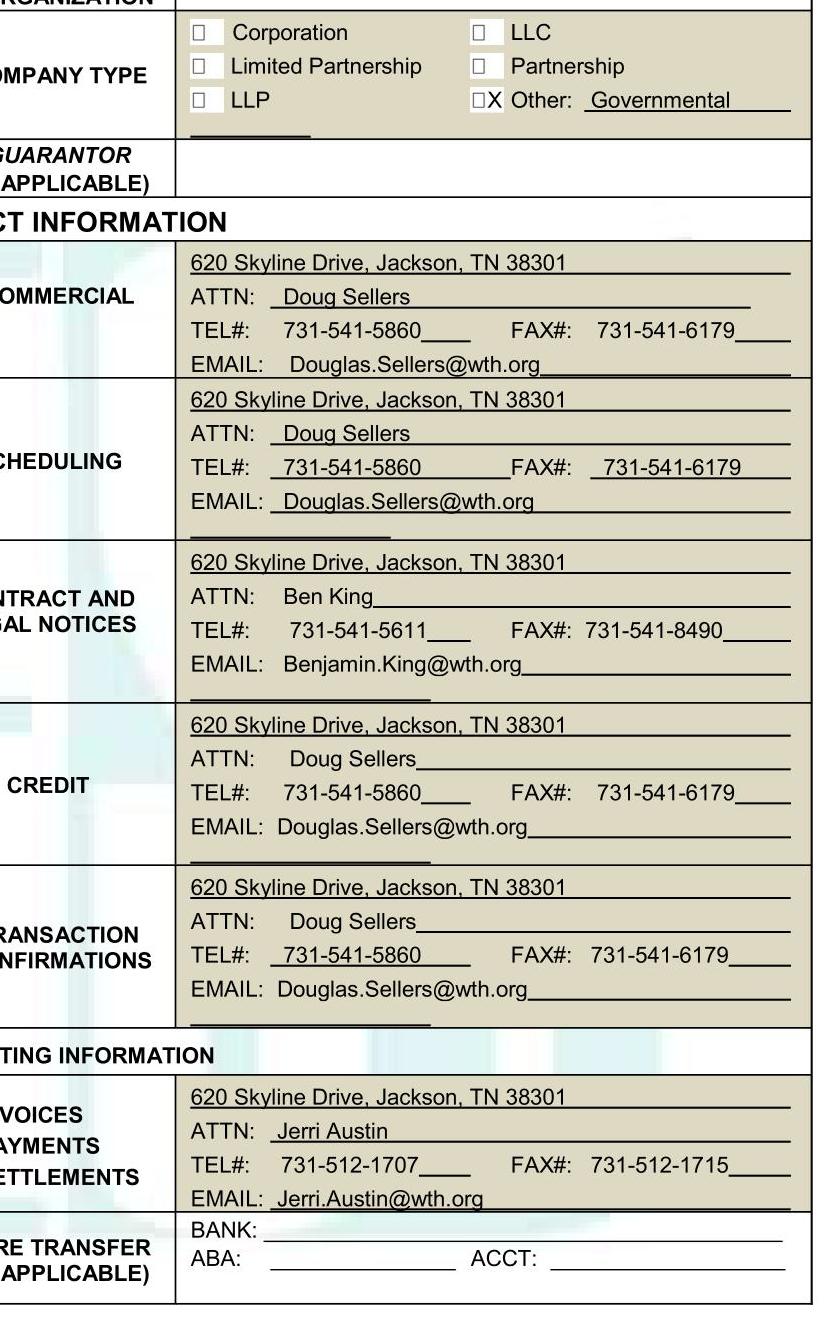 RGANIZATION
OMPANY TYPE
Corporation LLC
Limited Partnership Partnership
LLP X Other: Governmental
GUARANTOR
APPLICABLE)
CT INFORMATION
OMMERCIAL
620 Skyline Drive, Jackson, TN 38301
ATTN: Doug Sellers
TEL#: 731-541-5860 FAX#: 731-541-6179
EMAIL: Douglas.Sellers@wth.org
CHEDULING
620 Skyline Drive, Jackson, TN 38301
ATTN: Doug Sellers
TEL#: 731-541-5860 FAX#: 731-541-6179
EMAIL: Douglas.Sellers@wth.org
NTRACT AND
GAL NOTICES
620 Skyline Drive, Jackson, TN 38301
ATTN: Ben King
TEL#: 731-541-5611 FAX#: 731-541-8490
EMAIL: Benjamin.King@wth.org
CREDIT
620 Skyline Drive, Jackson, TN 38301
ATTN: Doug Sellers
TEL#: 731-541-5860 FAX#: 731-541-6179
EMAIL: Douglas.Sellers@wth.org
RANSACTION
NFIRMATIONS
620 Skyline Drive, Jackson, TN 38301
ATTN: Doug Sellers
TEL#: 731-541-5860 FAX#: 731-541-6179
EMAIL: Douglas.Sellers@wth.org
TING INFORMATION
VOICES
AYMENTS
ETTLEMENTS
620 Skyline Drive, Jackson, TN 38301
ATTN: Jerri Austin
TEL#: 731-512-1707 FAX#: 731-512-1715
EMAIL: Jerri.Austin@wth.org
RE TRANSFER
APPLICABLE)
BANK:
ABA: ACCT: